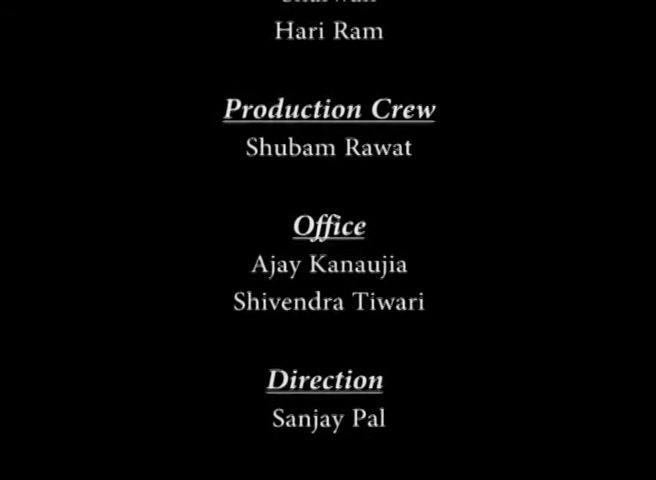 Hari Ram
Production Crew
Shubam Rawat
Office
Ajay Kanaujia
Shivendra Tiwari
Direction
Sanjay Pal